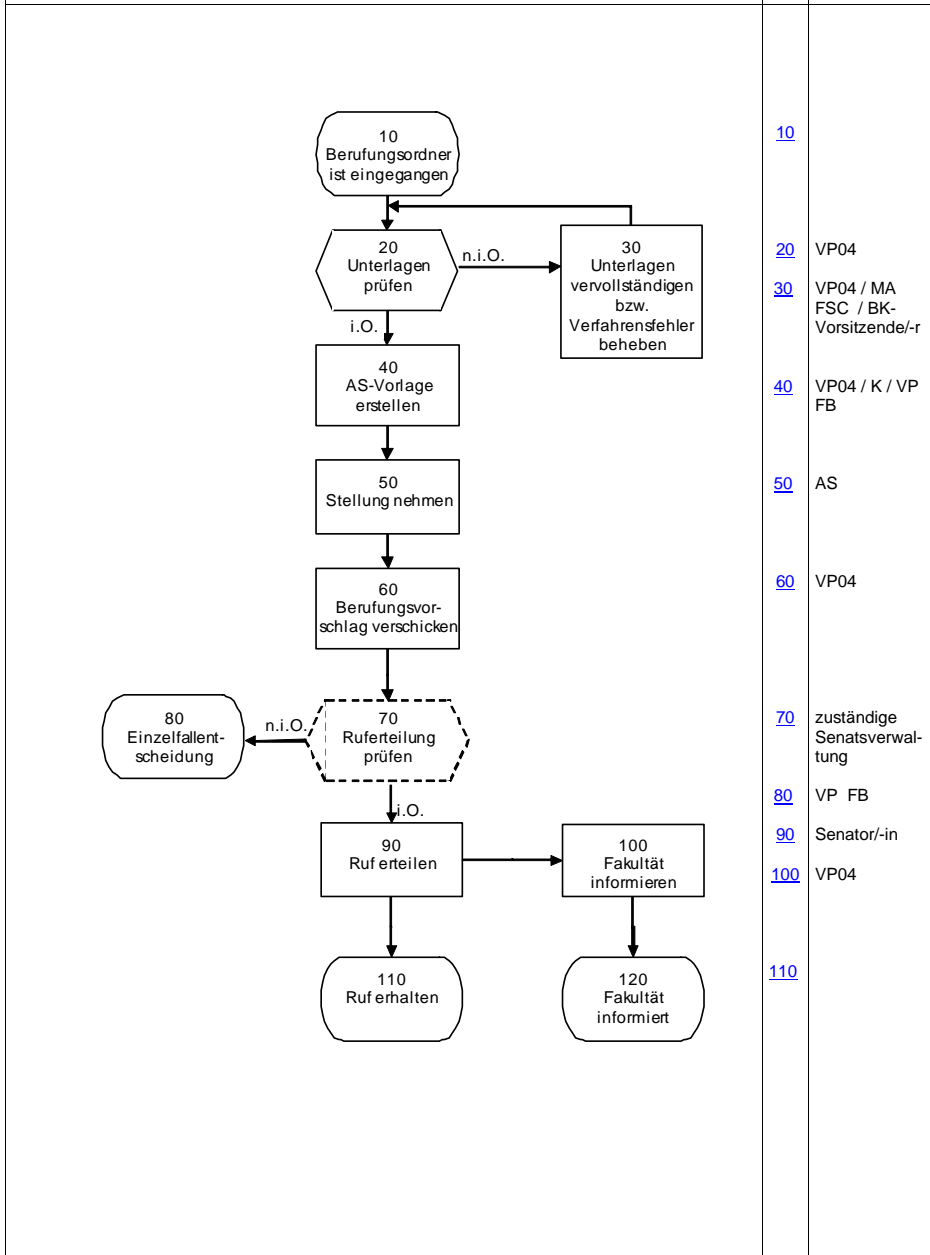 10
Berufungsordner
ist eingegangen
20
Unterlagen
prüfen
n.i.O.
30
Unterlagen
vervollständigen
bzw.
Verfahrensfehler
beheben
i.O.
40
AS-Vorlage
erstellen
50
Stellung nehmen
60
Berufungsvor-
schlag verschicken
80
Einzelfallent-
scheidung
n.i.O.
70
Ruferteilung
prüfen
i.O.
90
Ruf erteilen
100
Fakultät
informieren
110
Ruf erhalten
120
Fakultät
informiert
10
20 VP04
30 VP04 / MA
FSC / BK-
Vorsitzende/-r
40 VP04 / K / VP
FB
50 AS
60 VP04
70 zuständige
Senatsverwal-
tung
80 VP FB
90 Senator/-in
100 VP04
110